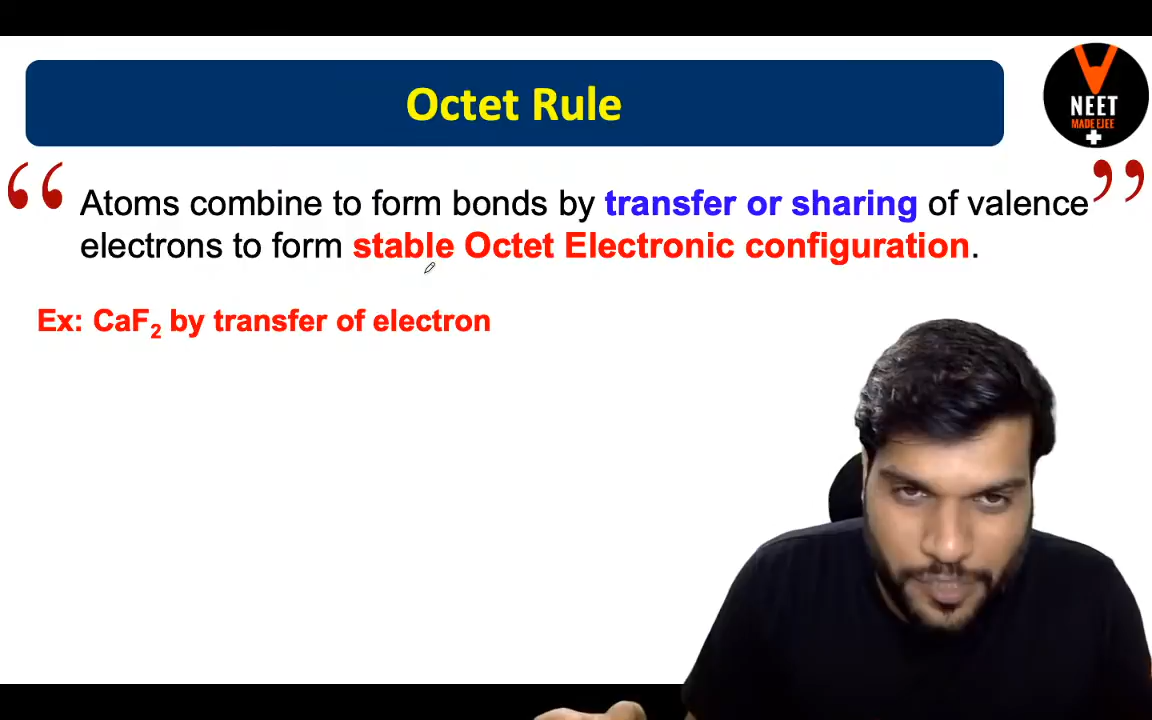 Octet Rule
NEET
MADE EJEE
“ Atoms combine to form bonds by transfer or sharing of valence ”
electrons to form stable Octet Electronic configuration.
Ex: CaF₂ by transfer of electron